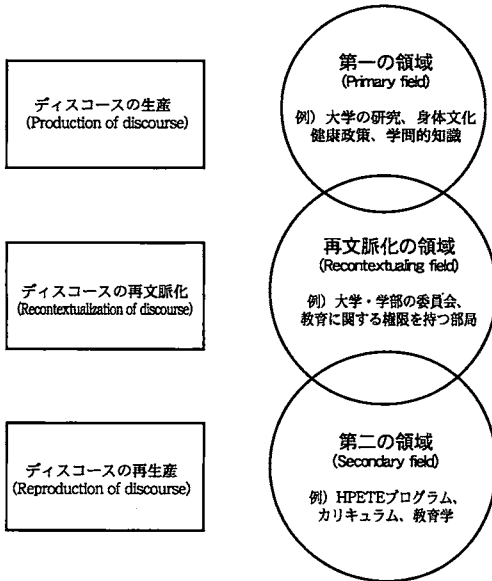 ディスコースの生産
(Production of discourse)
第一の領域
(Primary field)
例）大学の研究、身体文化
健康政策、学問的知識
ディスコースの再文脈化
(Recontextualization of discourse)
再文脈化の領域
(Recontextualing field)
例）大学・学部の委員会、
教育に関する権限を持つ部局
ディスコースの再生産
(Reproduction of discourse)
第二の領域
(Secondary field)
例）HPETEプログラム、
カリキュラム、教育学